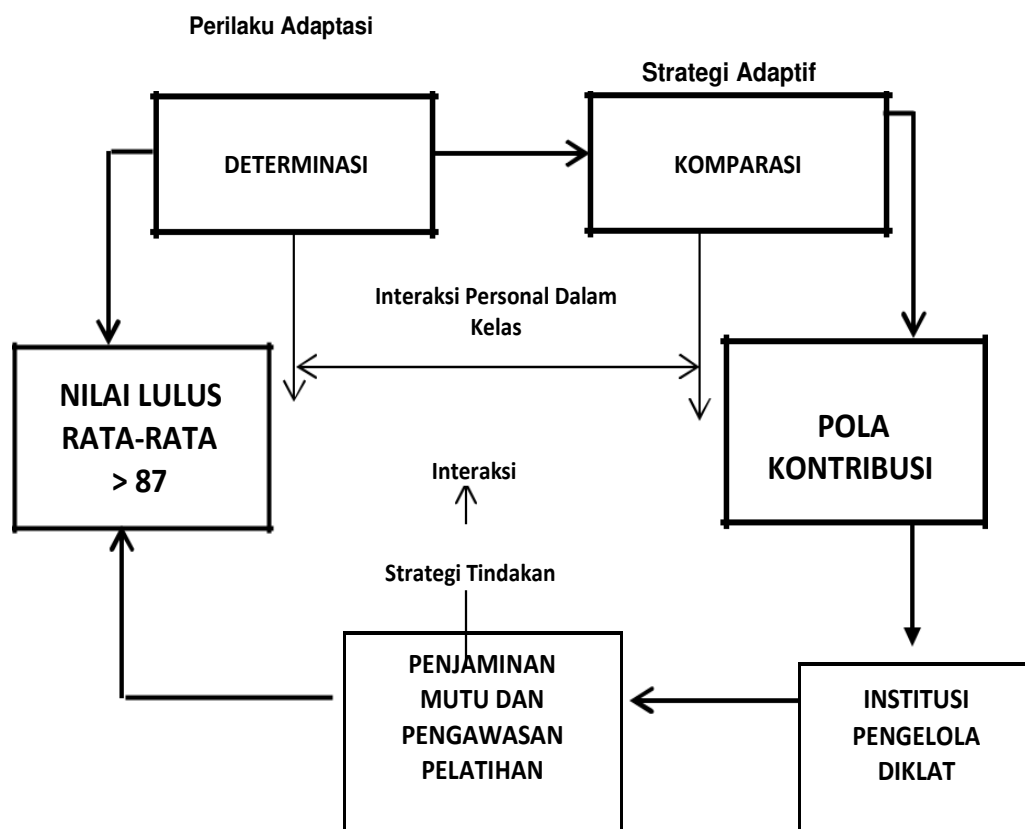 Perilaku Adaptasi
Strategi Adaptif
DETERMINASI
KOMPARASI
Interaksi Personal Dalam
Kelas
NILAI LULUS
RATA-RATA
> 87
POLA
KONTRIBUSI
Interaksi
Strategi Tindakan
PENJAMINAN
MUTU DAN
PENGAWASAN
PELATIHAN
INSTITUSI
PENGELOLA
DIKLAT